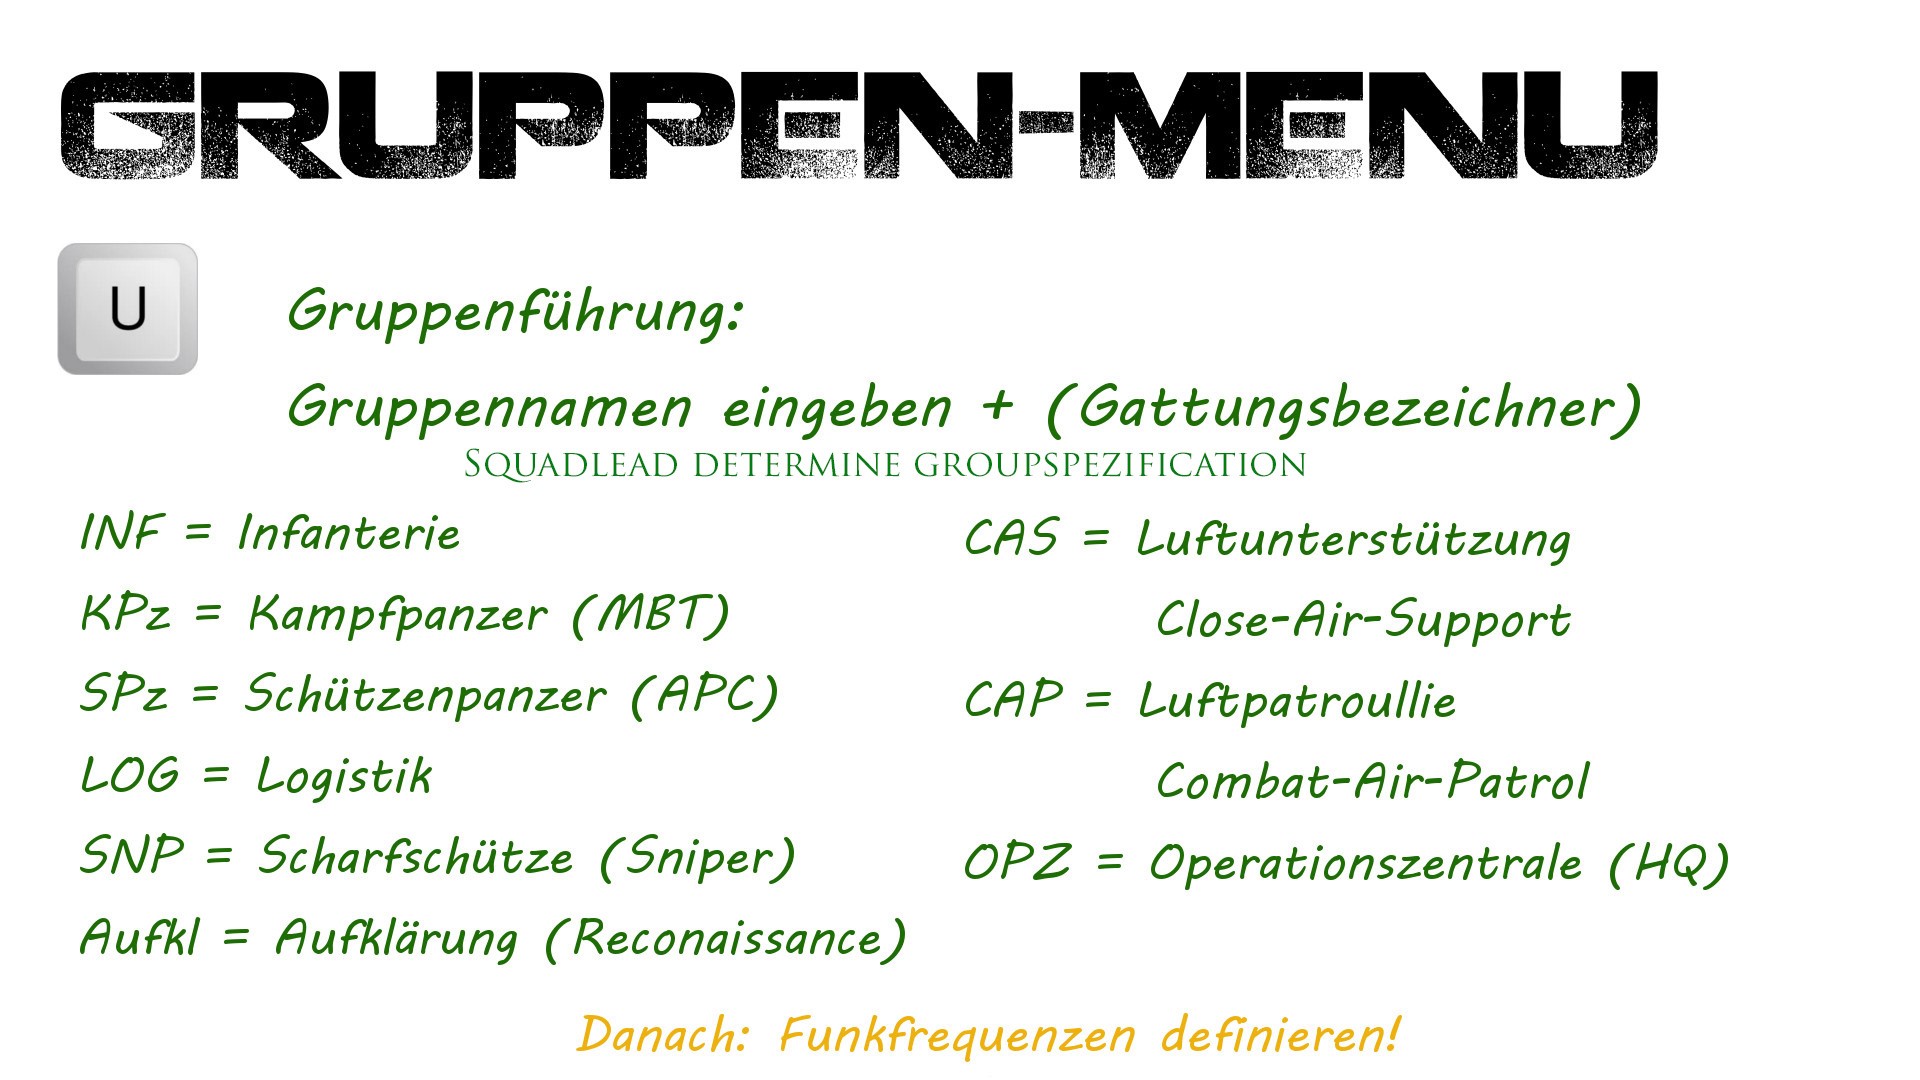 GRUPPEN-MENU
U
Gruppenführung:
Gruppennamen eingeben + (Gattungsbezeichner)
Squadlead determine groupspezification
INF = Infanterie
KPz = Kampfpanzer (MBT)
SPz = Schützenpanzer (APC)
LOG = Logistik
SNP = Scharfschütze (Sniper)
Aufkl = Aufklärung (Reconaissance)
CAS = Luftunterstützung
Close-Air-Support
CAP = Luftpatroullie
Combat-Air-Patrol
OPZ = Operationszentrale (HQ)
Danach: Funkfrequenzen definieren!